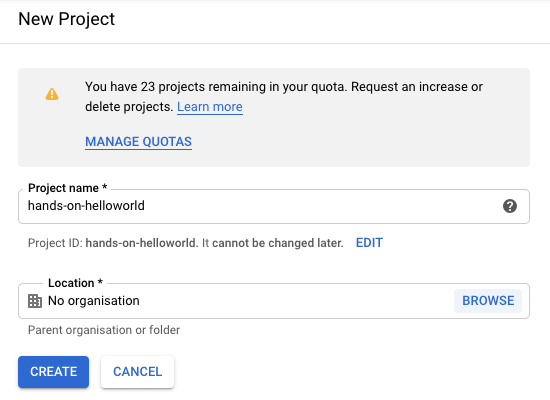 New Project
You have 23 projects remaining in your quota. Request an increase or
delete projects. Learn more
MANAGE QUOTAS
Project name *
hands-on-helloworld
Project ID: hands-on-helloworld. It cannot be changed later. EDIT
Location *
No organisation
BROWSE
Parent organisation or folder
CREATE CANCEL